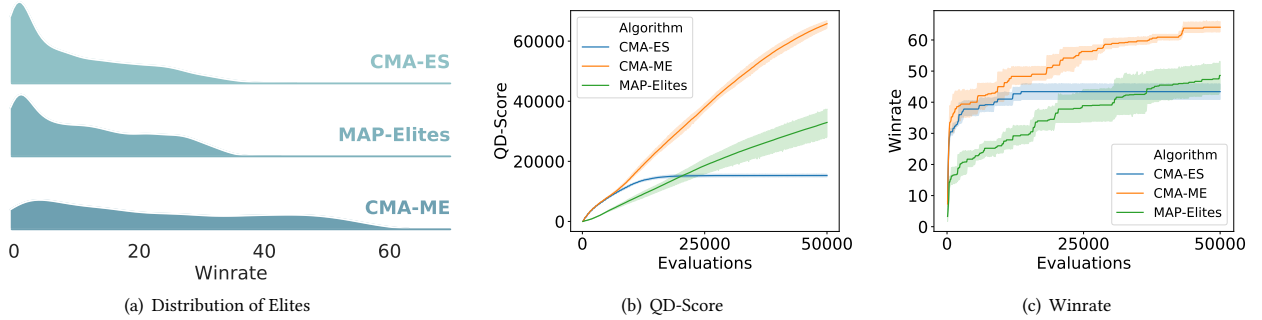 CMA-ES
MAP-Elites
CMA-ME
0 20 40 60
Winrate
(a) Distribution of Elites
QD-Score
60000
40000
20000
0
Algorithm
CMA-ES
CMA-ME
MAP-Elites
0 25000 50000
Evaluations
(b) QD-Score
Winrate
60
50
40
30
20
10
0
Algorithm
CMA-ES
CMA-ME
MAP-Elites
0 25000 50000
Evaluations
(c) Winrate